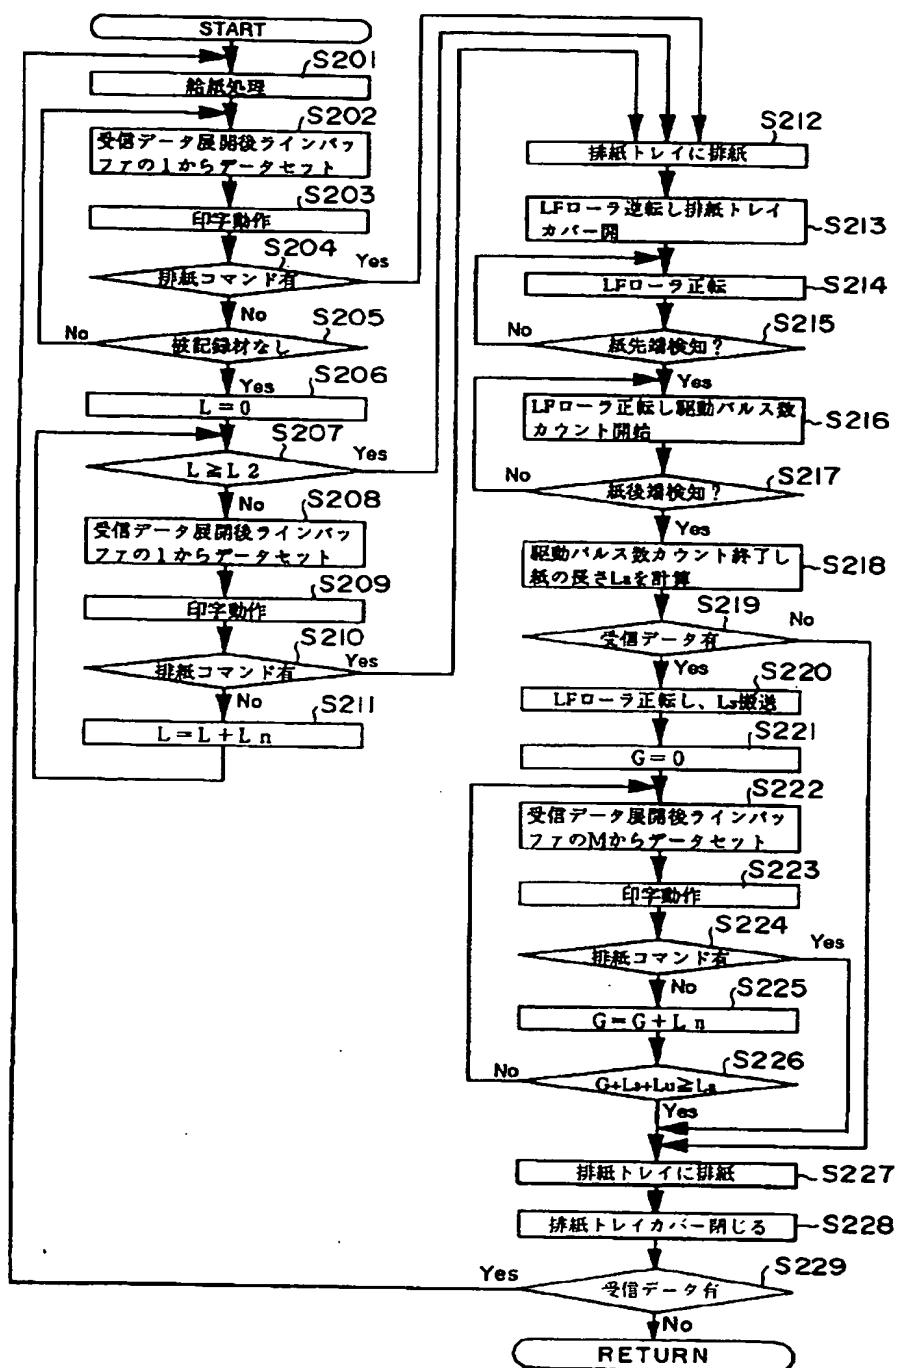 START
S201
給紙処理
S202
受信データ展開後ラインバッ
ファの1からデータセット
S203
印字動作
S204
排紙コマンド有
Yes
No
S205
被記録材なし
No
Yes
S206
L=0
S207
L≧L2
Yes
No
S208
受信データ展開後ラインバッ
ファの1からデータセット
S209
印字動作
S210
排紙コマンド有
Yes
No
S211
L=L+Ln
S212
排紙トレイに排紙
LFローラ逆転し排紙トレイ
カバー開
S213
LFローラ正転
S214
S215
紙先端検知?
No
Yes
LFローラ正転し駆動パルス数
カウント開始
S216
S217
紙後端検知?
No
Yes
駆動パルス数カウント終了し
紙の長さLaを計算
S218
S219
受信データ有
No
Yes
S220
LFローラ正転し、Ls搬送
S221
G=0
S222
受信データ展開後ラインバッ
ファのMからデータセット
S223
印字動作
S224
排紙コマンド有
Yes
No
S225
G=G+Ln
S226
G+Ls+Lu≧La
No
Yes
排紙トレイに排紙
S227
排紙トレイカバー閉じる
S228
S229
受信データ有
Yes
No
RETURN